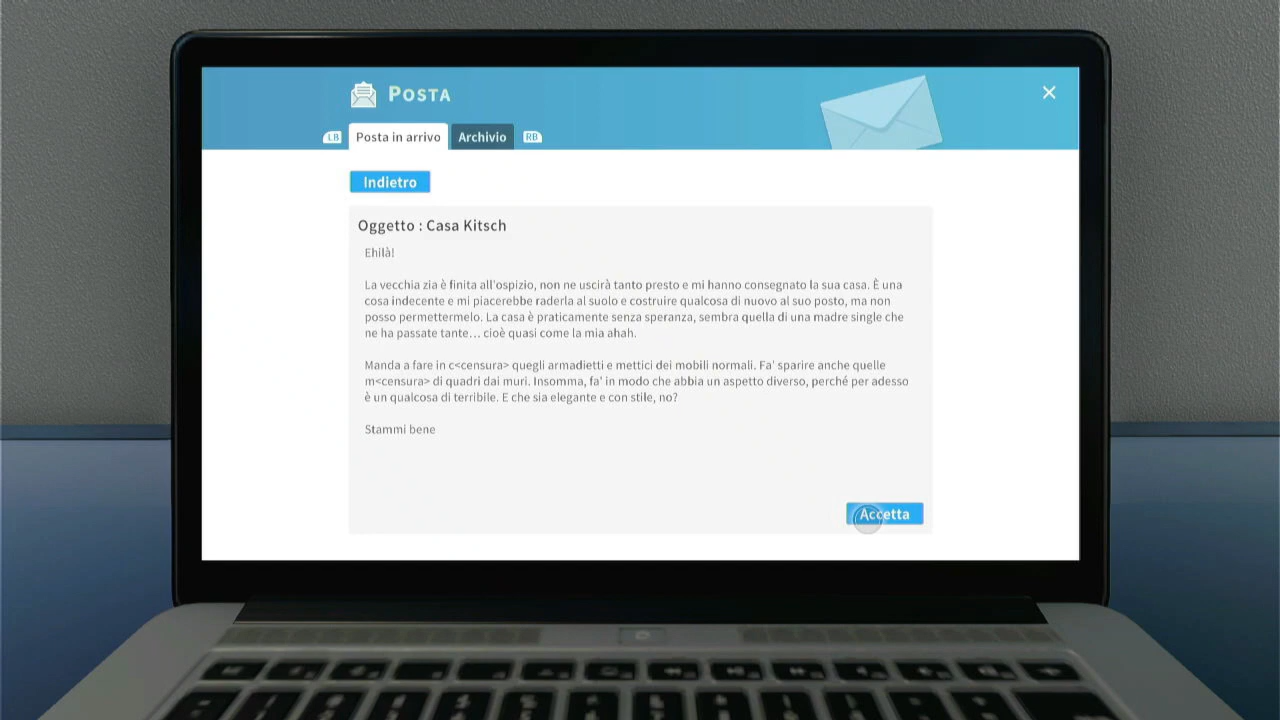 POSTA
LB Posta in arrivo Archivio RB
Indietro
Oggetto : Casa Kitsch
Ehilà!
La vecchia zia è finita all'ospizio, non ne uscirà tanto presto e mi hanno consegnato la sua casa. È una
cosa indecente e mi piacerebbe raderla al suolo e costruire qualcosa di nuovo al suo posto, ma non
posso permettermelo. La casa è praticamente senza speranza, sembra quella di una madre single che
ne ha passate tante... cioè quasi come la mia ahah.
Manda a fare in c<censura> quegli armadietti e mettici dei mobili normali. Fa' sparire anche quelle
m<censura> di quadri dai muri. Insomma, fa' in modo che abbia un aspetto diverso, perché per adesso
è un qualcosa di terribile. E che sia elegante e con stile, no?
Stammi bene
Accetta